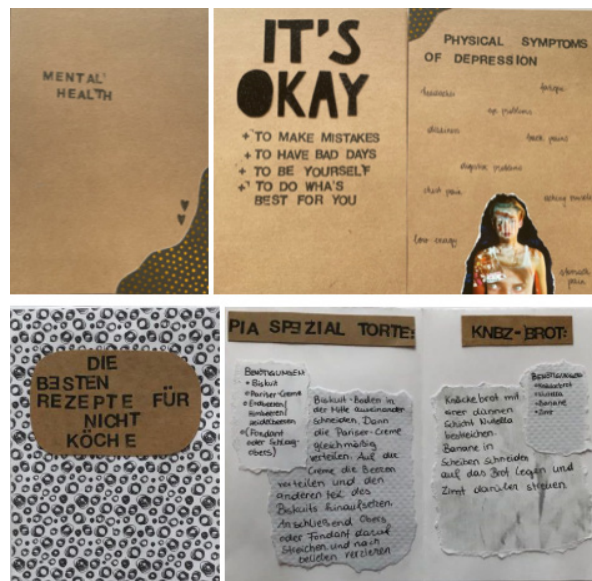 MENTAL
HEALTH
IT'S
OKAY
+ TO MAKE MISTAKES
+ TO HAVE BAD DAYS
+ TO BE YOURSELF
+ TO DO WHA'S
BEST FOR YOU
PHYSICAL SYMPTOMS
OF DEPRESSION
headache
fatigue
eye problems
dizziness
back pains
digestive problems
chest pain
aching muscles
low energy
stomach
pain
DIE
BESTEN
REZEPTE FÜR
NICHT
KÖCHE
PIA SPEZIAL TORTE:
BENÖTIGUNGEN
+ Biskuit
+ Pariser-Creme
+ Erdbeeren/
Himbeeren/
Heidelbeeren
+ (Fondant
oder Schlag-
obers)
Biskuit-Boden in
der Mitte auseinander
schneiden. Dann
die Pariser-Creme
gleichmäßig
verteilen. Auf die
Creme die Beeren
verteilen und den
anderen teil des
Biskuits hinaufsetzen.
Anschließend Obers
oder Fondant darauf
streichen und nach
belieben verzieren
KNBZ-BROT:
BENÖTIGUNGEN
+ Knäckebrot
+ Nutella
+ Banane
+ Zimt
Knäckebrot mit
einer dünnen
Schicht Nutella
bestreichen.
Banane in
Scheiben schneiden
auf das Brot legen und
Zimt darüber streuen.